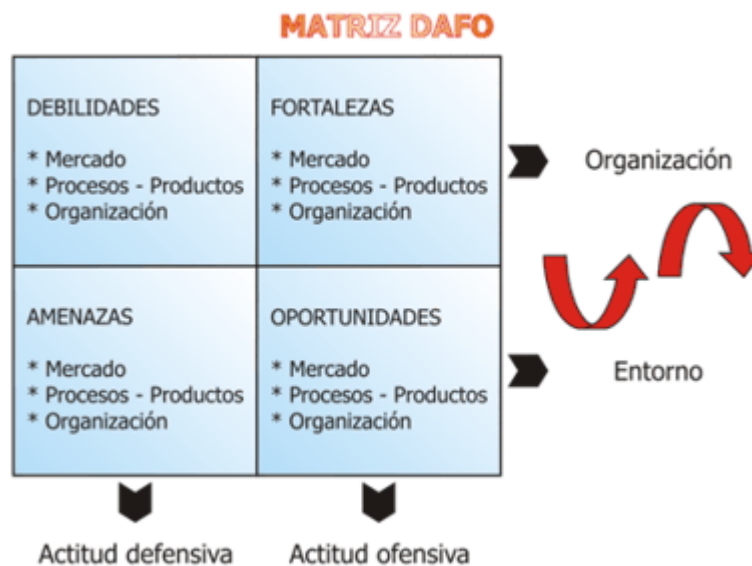 MATRIZ DAFO
DEBILIDADES
* Mercado
* Procesos - Productos
* Organización
FORTALEZAS
* Mercado
* Procesos - Productos
* Organización
Organización
AMENAZAS
* Mercado
* Procesos - Productos
* Organización
OPORTUNIDADES
* Mercado
* Procesos - Productos
* Organización
Entorno
Actitud defensiva
Actitud ofensiva